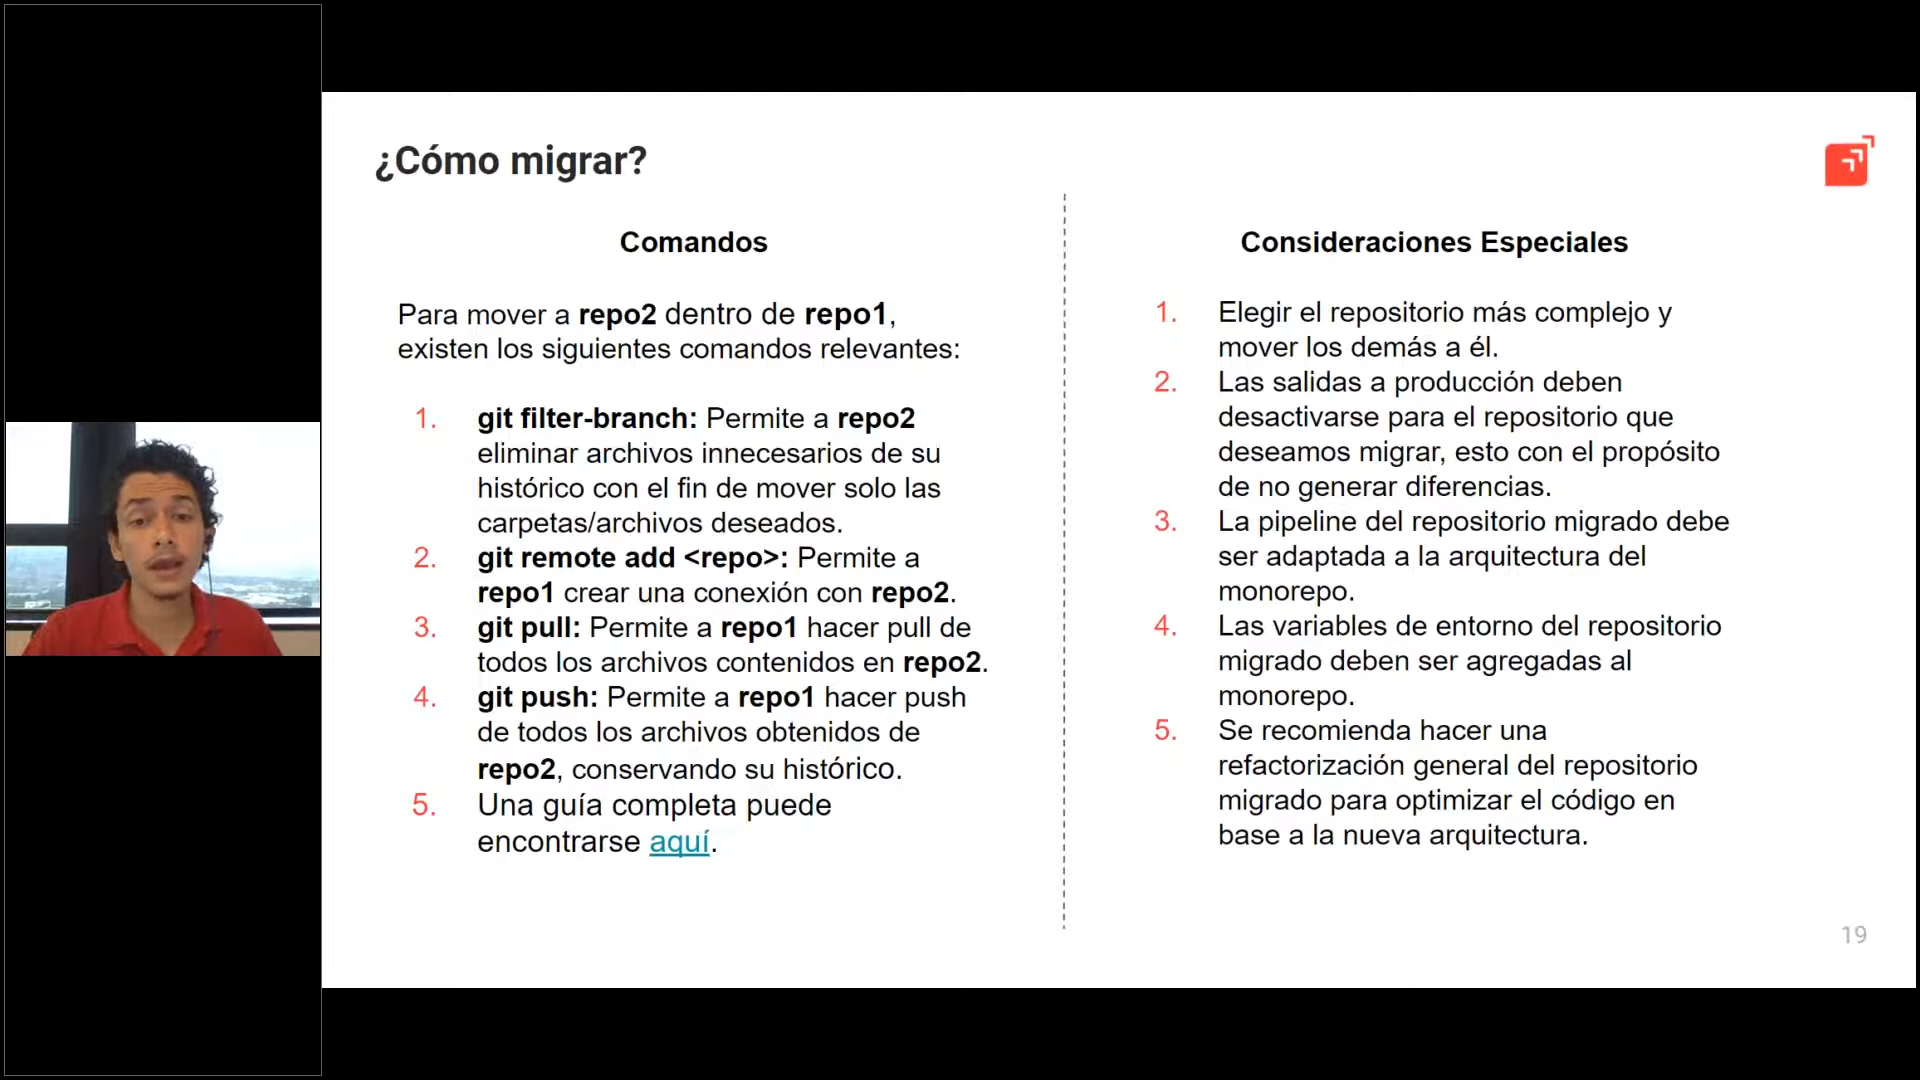 ¿Cómo migrar?
Comandos
Para mover a repo2 dentro de repo1,
existen los siguientes comandos relevantes:
1. git filter-branch: Permite a repo2
eliminar archivos innecesarios de su
histórico con el fin de mover solo las
carpetas/archivos deseados.
2. git remote add <repo>: Permite a
repo1 crear una conexión con repo2.
3. git pull: Permite a repo1 hacer pull de
todos los archivos contenidos en repo2.
4. git push: Permite a repo1 hacer push
de todos los archivos obtenidos de
repo2, conservando su histórico.
5. Una guía completa puede
encontrarse aquí.
Consideraciones Especiales
1. Elegir el repositorio más complejo y
mover los demás a él.
2. Las salidas a producción deben
desactivarse para el repositorio que
deseamos migrar, esto con el propósito
de no generar diferencias.
3. La pipeline del repositorio migrado debe
ser adaptada a la arquitectura del
monorepo.
4. Las variables de entorno del repositorio
migrado deben ser agregadas al
monorepo.
5. Se recomienda hacer una
refactorización general del repositorio
migrado para optimizar el código en
base a la nueva arquitectura.
19